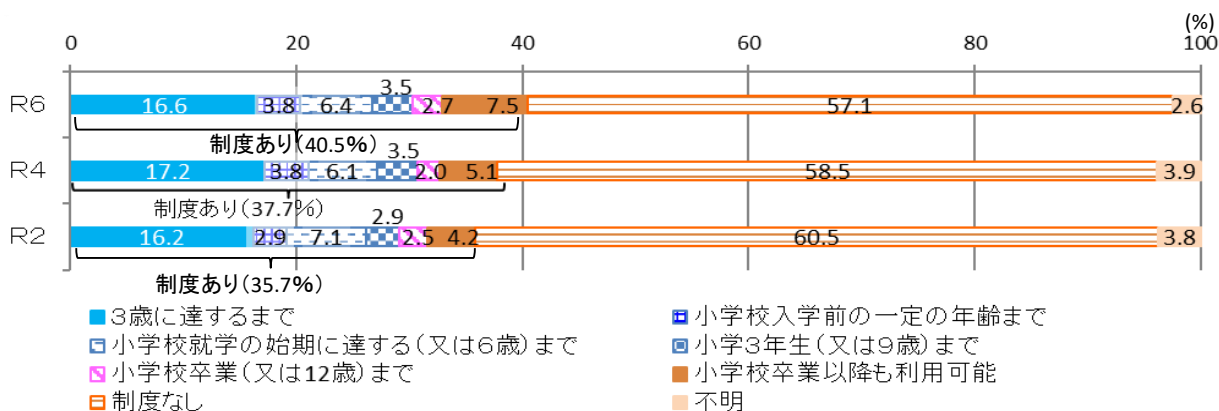 (%)
0 20 40 60 80 100
3.5
R6 16.6 3.8 6.4 2.7 7.5 57.1 2.6
制度あり(40.5%)
3.5
R4 17.2 3.8 6.1 2.0 5.1 58.5 3.9
制度あり(37.7%)
2.9
R2 16.2 2.9 7.1 2.5 4.2 60.5 3.8
制度あり(35.7%)
3歳に達するまで 小学校入学前の一定の年齢まで
小学校就学の始期に達する(又は6歳)まで 小学3年生(又は9歳)まで
小学校卒業(又は12歳)まで 小学校卒業以降も利用可能
制度なし 不明